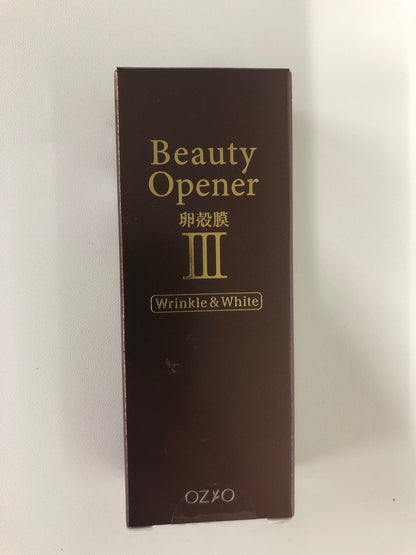 Beauty
Opener
卵殻膜
III
Wrinkle & White
OZIO